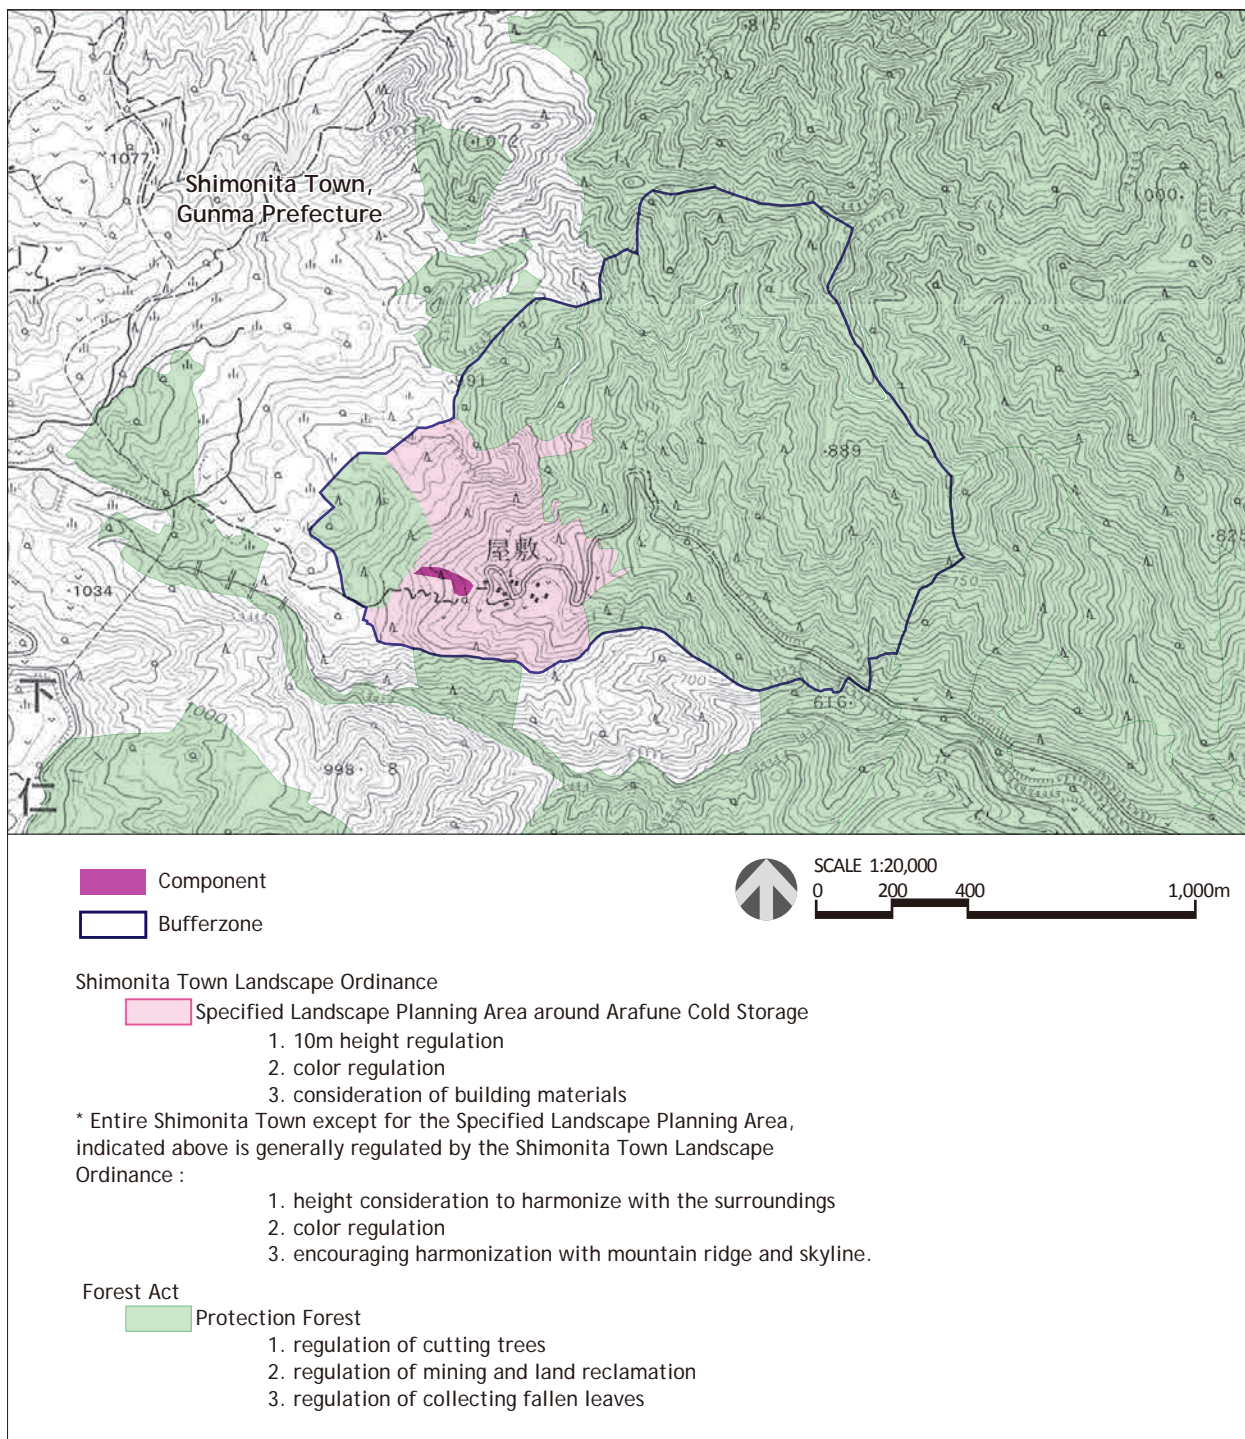 815
1072
1077
Shimonita Town,
Gunma Prefecture
1000
991
889
屋敷
825
750
1034
700
616
下
1000
998
8
仁
Component
Bufferzone
SCALE 1:20,000
0 200 400 1,000m
Shimonita Town Landscape Ordinance
Specified Landscape Planning Area around Arafune Cold Storage
1. 10m height regulation
2. color regulation
3. consideration of building materials
* Entire Shimonita Town except for the Specified Landscape Planning Area,
indicated above is generally regulated by the Shimonita Town Landscape
Ordinance :
1. height consideration to harmonize with the surroundings
2. color regulation
3. encouraging harmonization with mountain ridge and skyline.
Forest Act
Protection Forest
1. regulation of cutting trees
2. regulation of mining and land reclamation
3. regulation of collecting fallen leaves